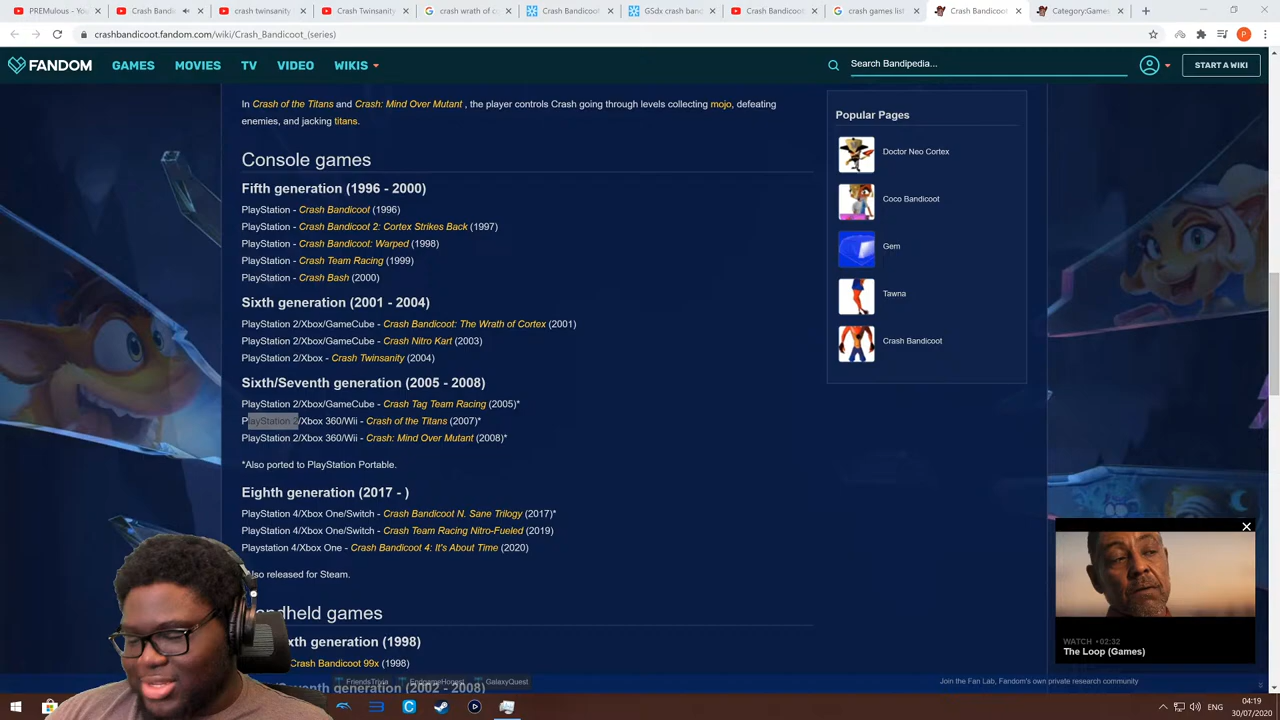 PREMulous - Yo
Crash twinsanity
Crash Twinsanity
crash wrath of c
Crash Bandicoot
GSdx crash band
Crash Bandicoot
crash games list
Crash Bandicoot
Category:Games
crashbandicoot.fandom.com/wiki/Crash_Bandicoot_(series)
P
FANDOM
GAMES
MOVIES
TV
VIDEO
WIKIS
Search Bandipedia...
START A WIKI
In Crash of the Titans and Crash: Mind Over Mutant , the player controls Crash going through levels collecting mojo, defeating
enemies, and jacking titans.
Console games
Fifth generation (1996 - 2000)
PlayStation - Crash Bandicoot (1996)
PlayStation - Crash Bandicoot 2: Cortex Strikes Back (1997)
PlayStation - Crash Bandicoot: Warped (1998)
PlayStation - Crash Team Racing (1999)
PlayStation - Crash Bash (2000)
Sixth generation (2001 - 2004)
PlayStation 2/Xbox/GameCube - Crash Bandicoot: The Wrath of Cortex (2001)
PlayStation 2/Xbox/GameCube - Crash Nitro Kart (2003)
PlayStation 2/Xbox - Crash Twinsanity (2004)
Sixth/Seventh generation (2005 - 2008)
PlayStation 2/Xbox/GameCube - Crash Tag Team Racing (2005)*
PlayStation 2/Xbox 360/Wii - Crash of the Titans (2007)*
PlayStation 2/Xbox 360/Wii - Crash: Mind Over Mutant (2008)*
*Also ported to PlayStation Portable.
Eighth generation (2017 - )
PlayStation 4/Xbox One/Switch - Crash Bandicoot N. Sane Trilogy (2017)*
PlayStation 4/Xbox One/Switch - Crash Team Racing Nitro-Fueled (2019)
Playstation 4/Xbox One - Crash Bandicoot 4: It's About Time (2020)
lso released for Steam.
ndheld games
xth generation (1998)
Crash Bandicoot 99x (1998)
generation (2002 - 2008)
Popular Pages
Doctor Neo Cortex
Coco Bandicoot
Gem
Tawna
Crash Bandicoot
WATCH • 02:32
The Loop (Games)
FriendsTrivia
EndgameHonest
GalaxyQuest
Join the Fan Lab, Fandom's own private research community
ENG
04:19
30/07/2020